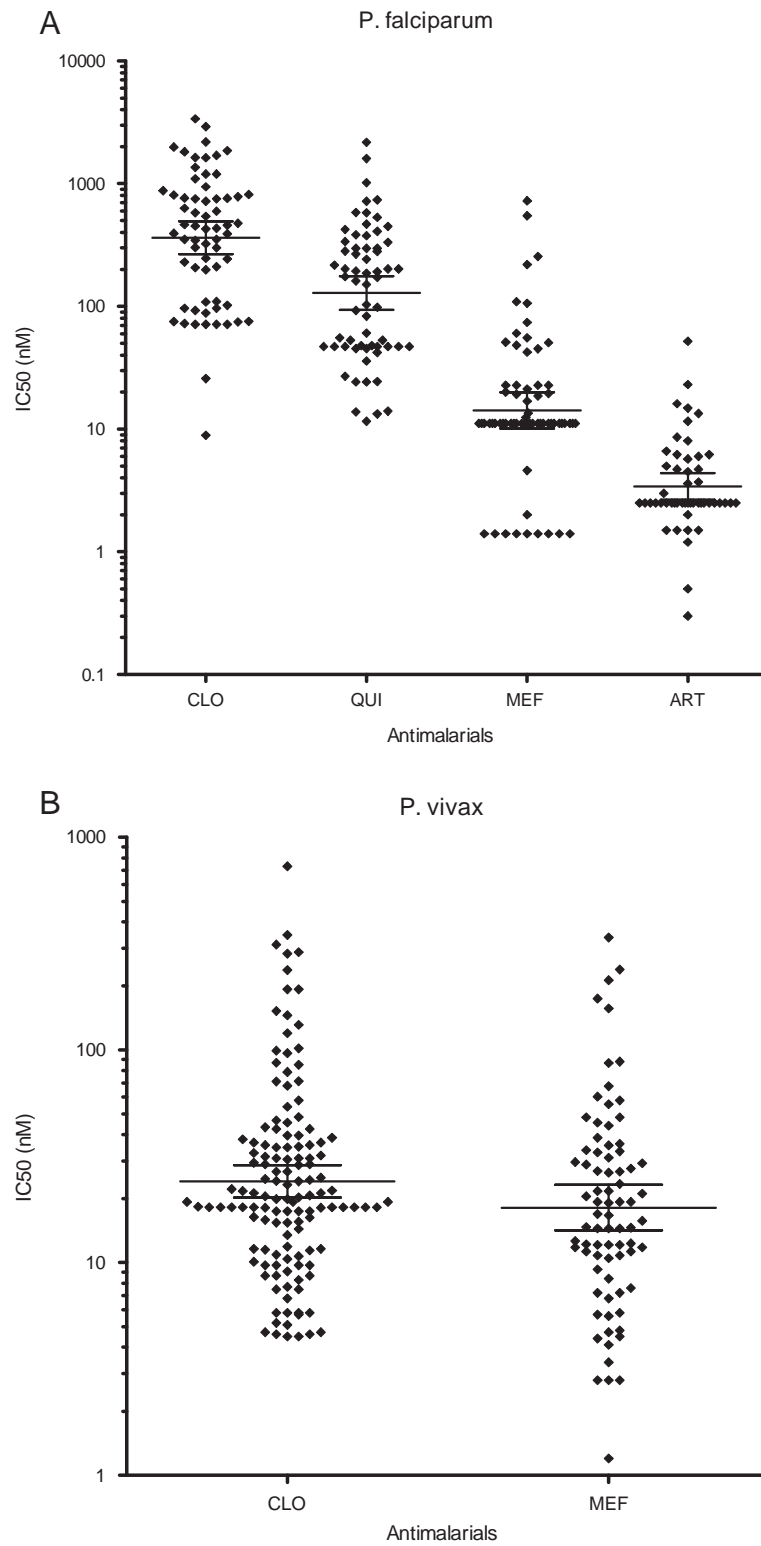 A
P. falciparum
10000
1000
100
10
1
0.1
IC50 (nM)
CLO QUI MEF ART
Antimalarials
B
P. vivax
1000
100
10
1
IC50 (nM)
CLO MEF
Antimalarials